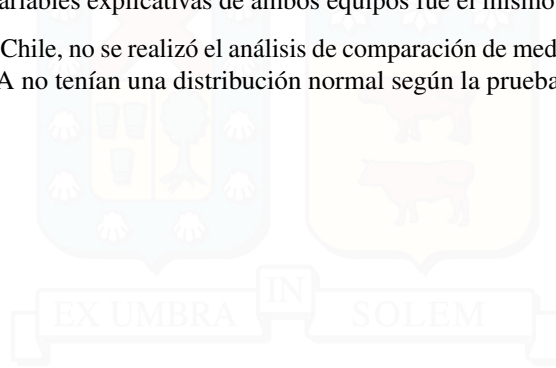 ariables explicativas de ambos equipos fue el mismo
Chile, no se realizó el análisis de comparación de med
A no tenían una distribución normal según la prueba
EX UMBRA IN SOLEM